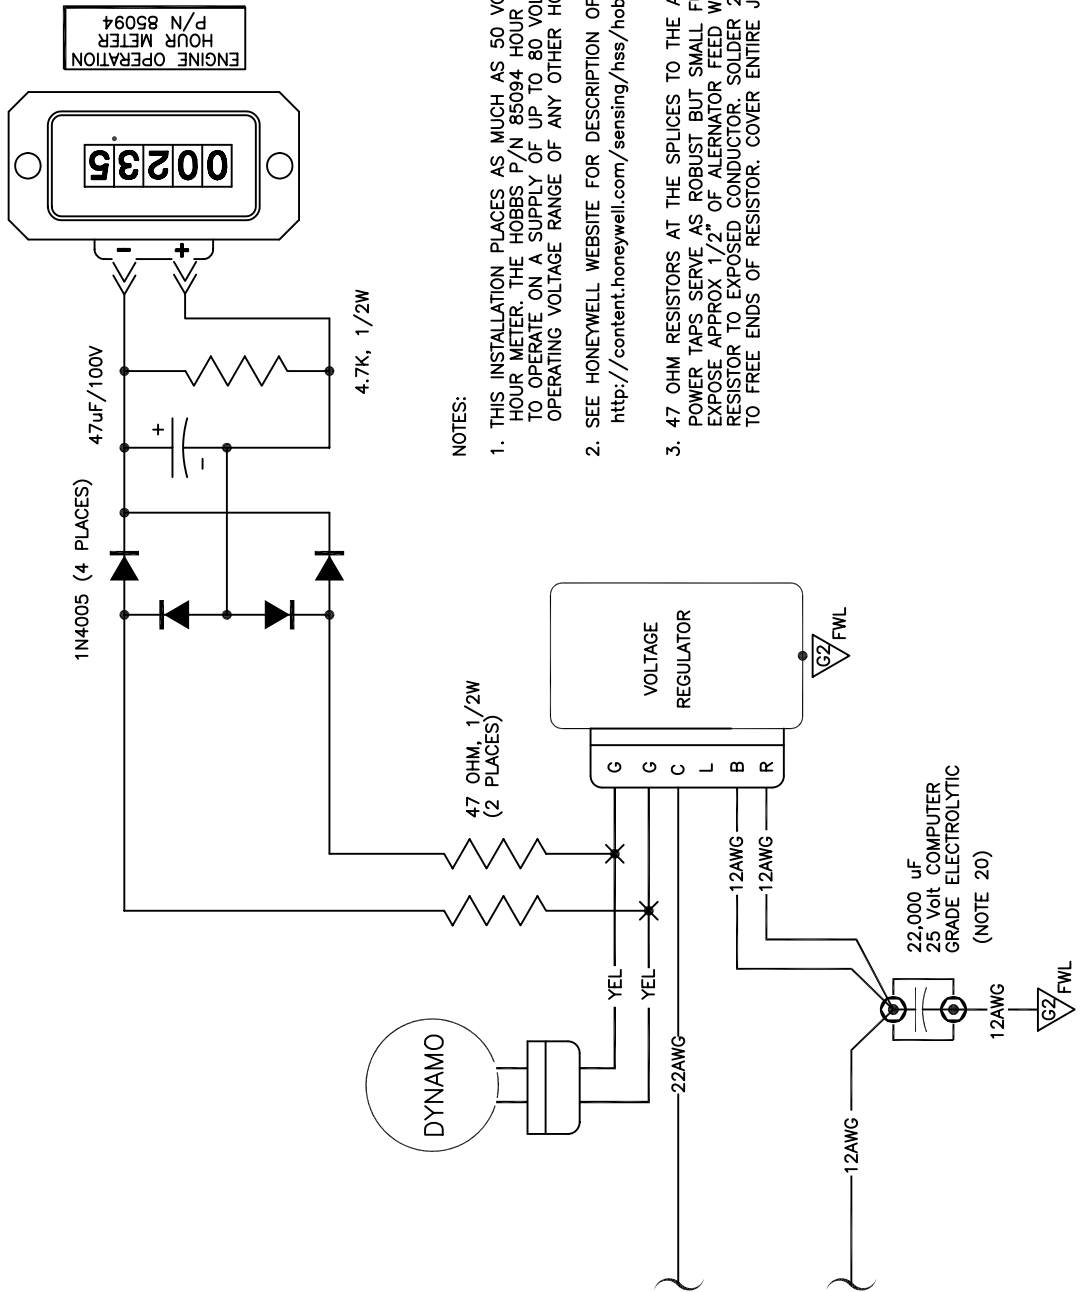 ENGINE OPERATION
HOUR METER
P/N 85094
00235
-
+
47uF/100V
+
-
4.7K, 1/2W
1N4005 (4 PLACES)
47 OHM, 1/2W
(2 PLACES)
DYNAMO
YEL
YEL
VOLTAGE
REGULATOR
G
G
C
L
B
R
G2
FWL
22AWG
12AWG
12AWG
12AWG
22,000 uF
25 Volt COMPUTER
GRADE ELECTROLYTIC
(NOTE 20)
12AWG
G2
FWL
NOTES:
1. THIS INSTALLATION PLACES AS MUCH AS 50
HOUR METER. THE HOBBS P/N 85094 HOUR
TO OPERATE ON A SUPPLY OF UP TO 80
OPERATING VOLTAGE RANGE OF ANY OTHER
2. SEE HONEYWELL WEBSITE FOR DESCRIPTION OF
http://content.honeywell.com/sensing/hss/hob
3. 47 OHM RESISTORS AT THE SPLICES TO THE
POWER TAPS SERVE AS ROBUST BUT SMALL
EXPOSE APPROX 1/2" OF ALERNATOR FEED
RESISTOR TO EXPOSED CONDUCTOR. SOLDER
TO FREE ENDS OF RESISTOR. COVER ENTIRE